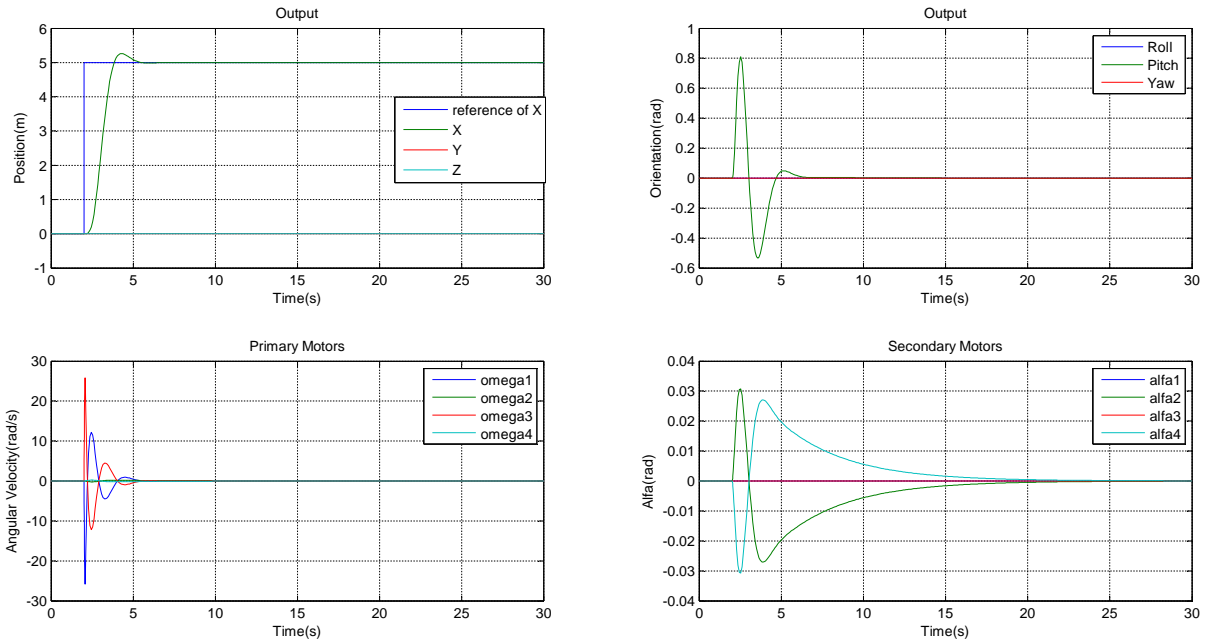 Output
6
5
4
3
2
1
0
-1
Position(m)
0 5 10 15 20 25 30
Time(s)
reference of X
X
Y
Z
Output
1
0.8
0.6
0.4
0.2
0
-0.2
-0.4
-0.6
Orientation(rad)
0 5 10 15 20 25 30
Time(s)
Roll
Pitch
Yaw
Primary Motors
30
20
10
0
-10
-20
-30
Angular Velocity(rad/s)
0 5 10 15 20 25 30
Time(s)
omega1
omega2
omega3
omega4
Secondary Motors
0.04
0.03
0.02
0.01
0
-0.01
-0.02
-0.03
-0.04
Alfa(rad)
0 5 10 15 20 25 30
Time(s)
alfa1
alfa2
alfa3
alfa4